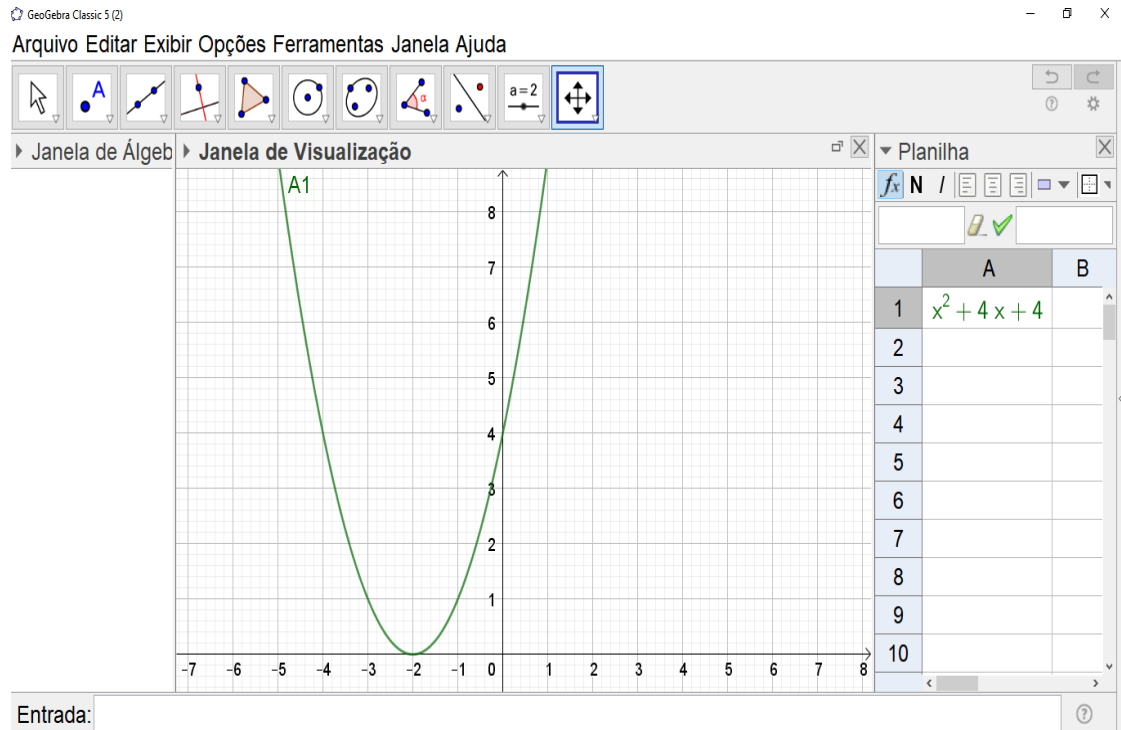 GeoGebra Classic 5 (2)
Arquivo Editar Exibir Opções Ferramentas Janela Ajuda
A
α
a=2
Janela de Álgeb
Janela de Visualização
Planilha
fx N I
A1
8
7
6
5
4
3
2
1
-7 -6 -5 -4 -3 -2 -1 0 1 2 3 4 5 6 7 8
A B
1 x² + 4 x + 4
2
3
4
5
6
7
8
9
10
Entrada: